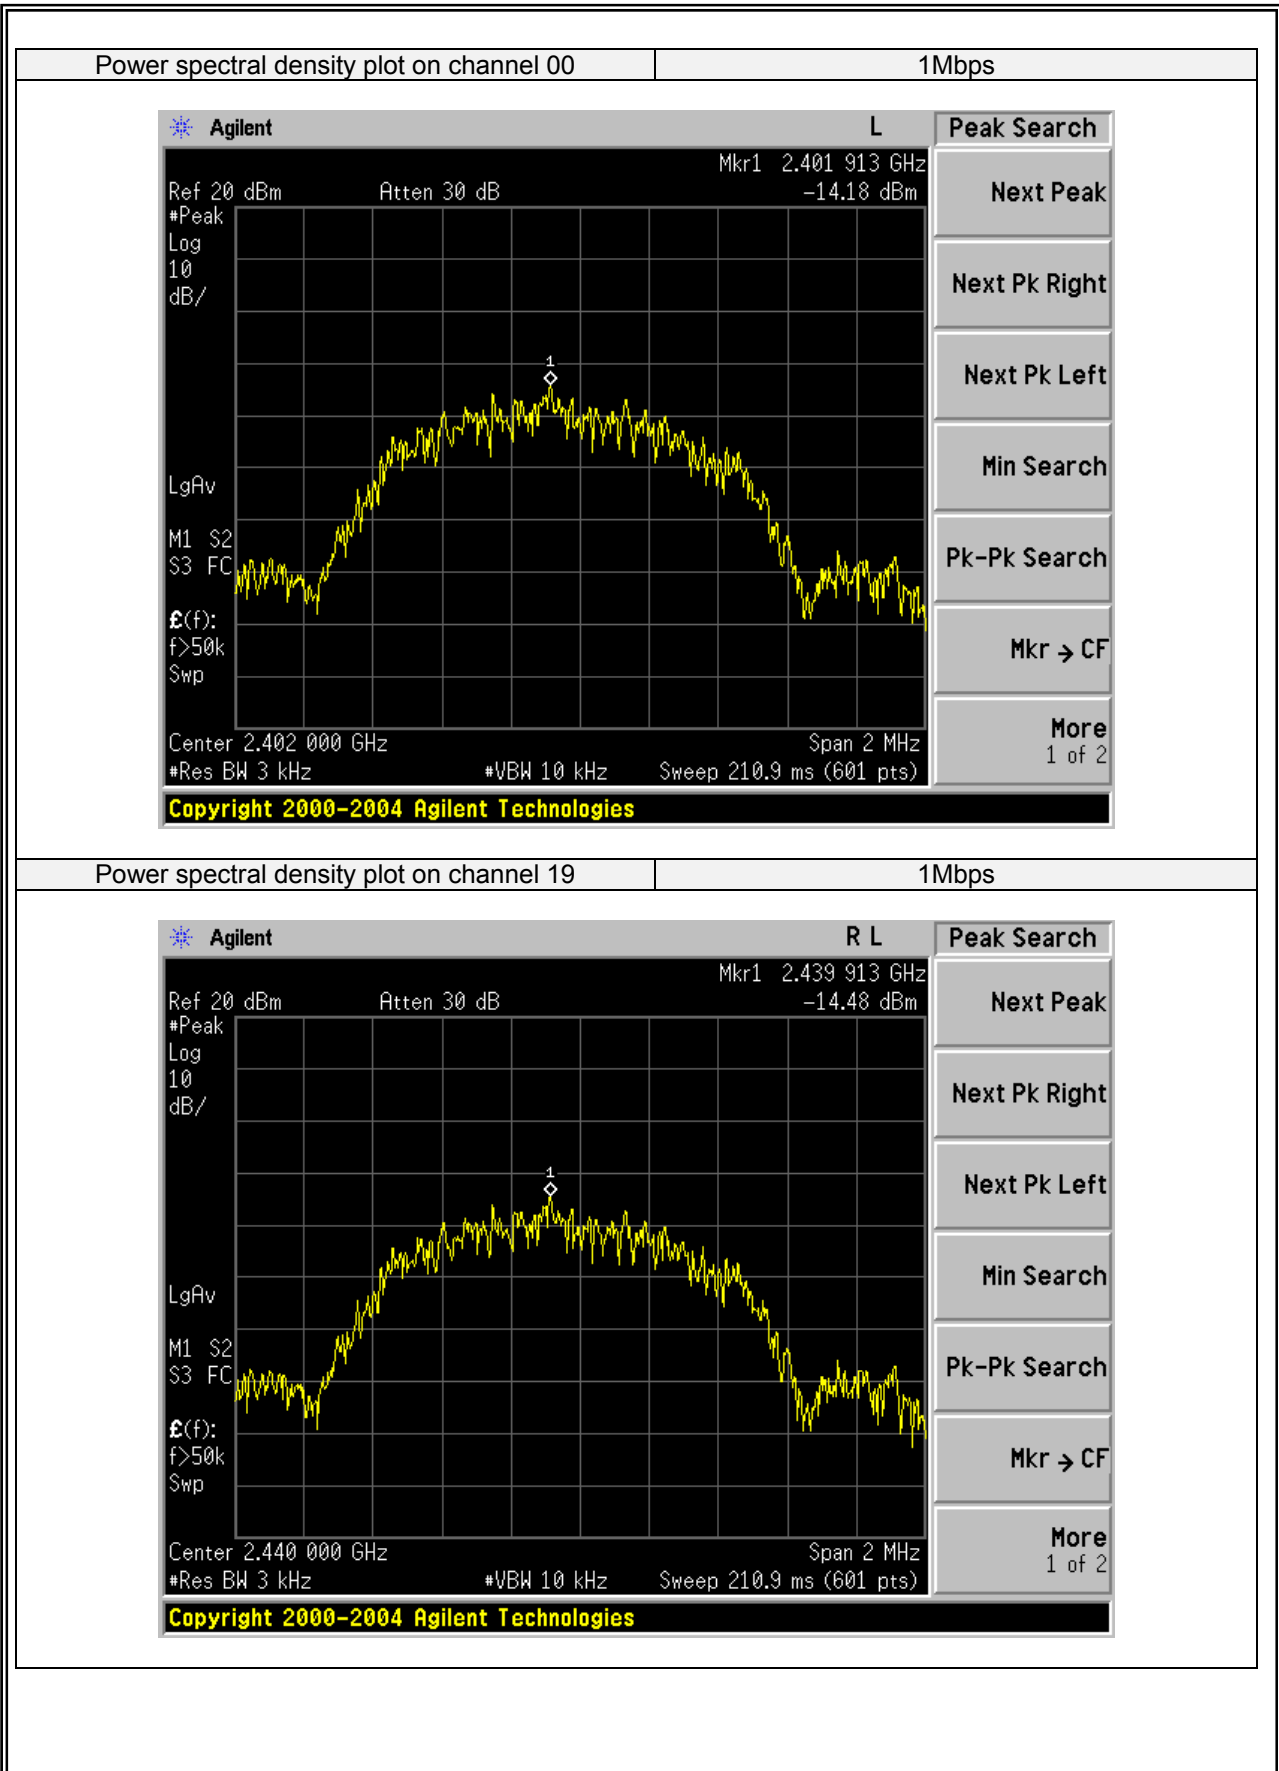 Power spectral density plot on channel 00 1Mbps
Agilent L Peak Search
Mkr1 2.401 913 GHz
Ref 20 dBm Atten 30 dB -14.18 dBm
#Peak
Log
10
dB/
1
LgAv
M1 S2
S3 FC
£(f):
f>50k
Swp
Center 2.402 000 GHz Span 2 MHz
#Res BW 3 kHz #VBW 10 kHz Sweep 210.9 ms (601 pts)
Copyright 2000-2004 Agilent Technologies
Next Peak
Next Pk Right
Next Pk Left
Min Search
Pk-Pk Search
Mkr → CF
More
1 of 2
Power spectral density plot on channel 19 1Mbps
Agilent R L Peak Search
Mkr1 2.439 913 GHz
Ref 20 dBm Atten 30 dB -14.48 dBm
#Peak
Log
10
dB/
1
LgAv
M1 S2
S3 FC
£(f):
f>50k
Swp
Center 2.440 000 GHz Span 2 MHz
#Res BW 3 kHz #VBW 10 kHz Sweep 210.9 ms (601 pts)
Copyright 2000-2004 Agilent Technologies
Next Peak
Next Pk Right
Next Pk Left
Min Search
Pk-Pk Search
Mkr → CF
More
1 of 2